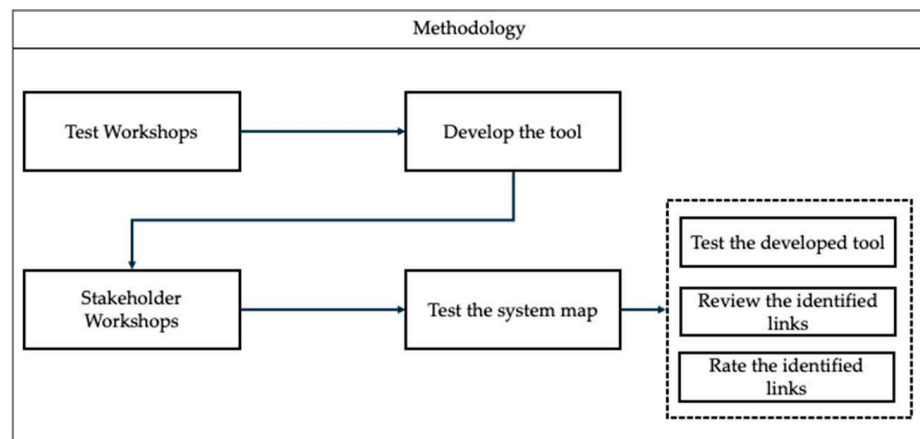 Methodology
Test Workshops
Develop the tool
Stakeholder
Workshops
Test the system map
Test the developed tool
Review the identified
links
Rate the identified
links